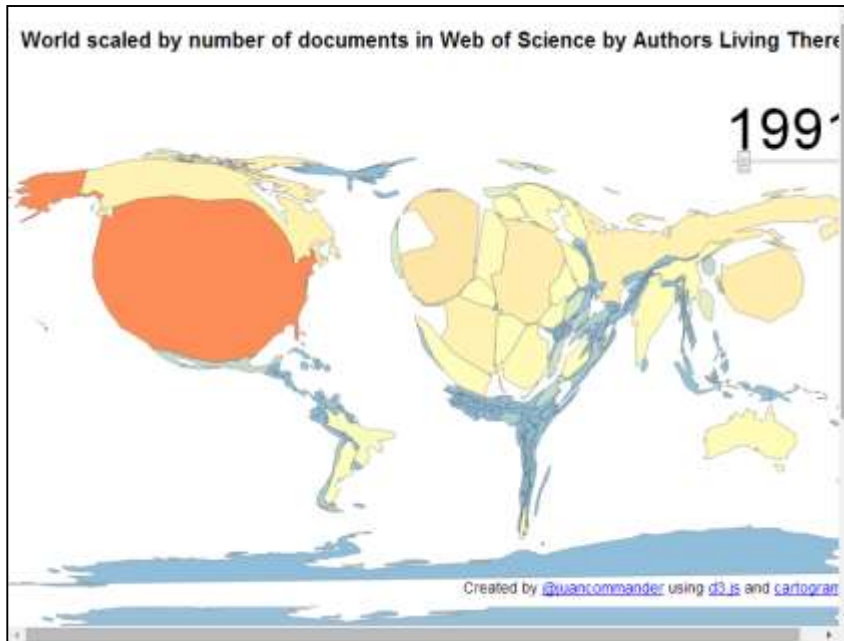 World scaled by number of documents in Web of Science by Authors Living There
1991
Created by @juancommander using d3.js and cartogram